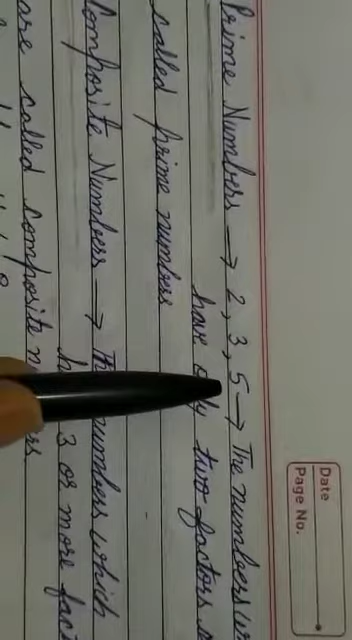 Date
Page No.
Prime Numbers → 2, 3, 5 → The numbers
have only two factors
called prime numbers
Composite Numbers → The numbers which
3 or more
are called composite